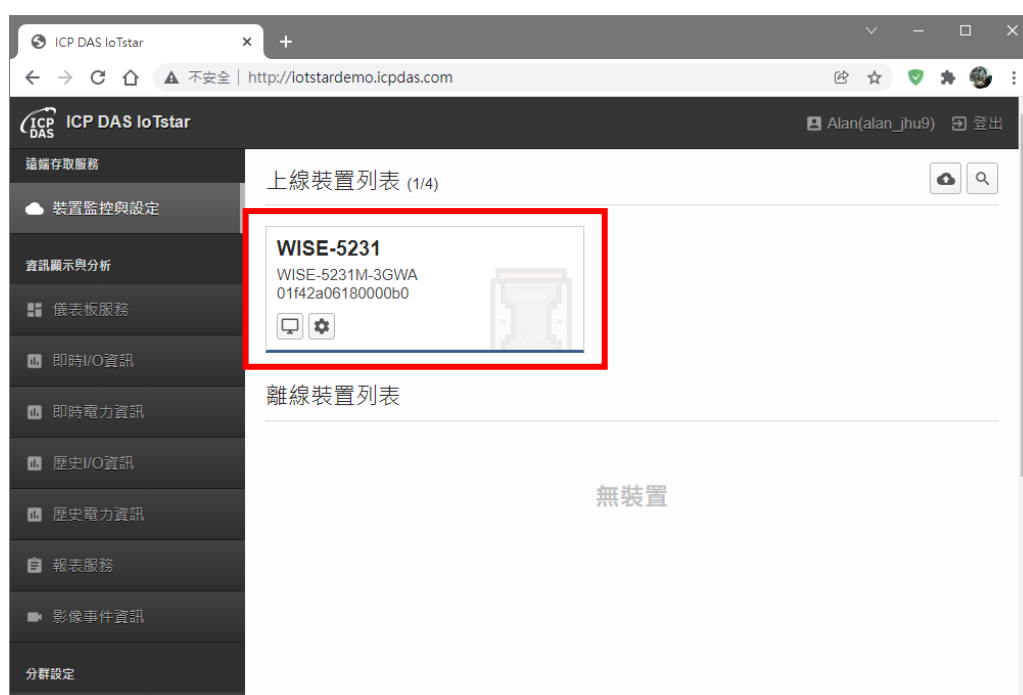 ICP DAS IoTstar
不安全 | http://iotstardemo.icpdas.com
ICP DAS
ICP DAS IoTstar
Alan(alan_jhu9)
登出
遠端存取服務
裝置監控與設定
資訊顯示與分析
儀表板服務
即時I/O資訊
即時電力資訊
歷史I/O資訊
歷史電力資訊
報表服務
影像事件資訊
分群設定
上線裝置列表 (1/4)
WISE-5231
WISE-5231M-3GWA
01f42a06180000b0
離線裝置列表
無裝置